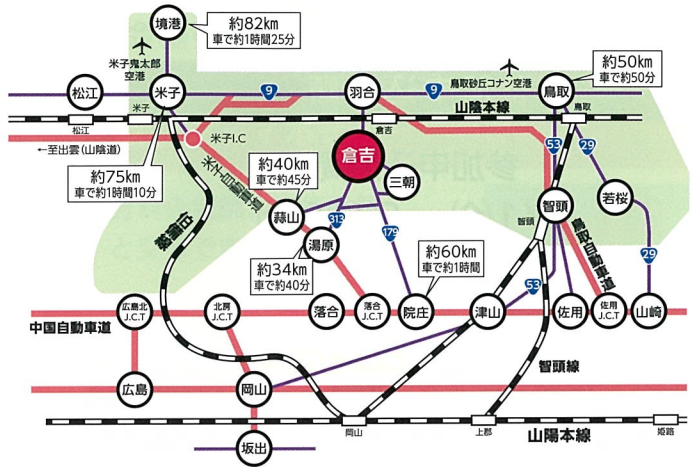 境港
約82km
車で約1時間25分
米子鬼太郎
空港
鳥取砂丘コナン空港
約50km
車で約50分
松江
米子
9
羽合
9
鳥取
山陰本線
松江
米子
倉吉
鳥取
米子I.C
←至出雲(山陰道)
倉吉
53
29
約75km
車で約1時間10分
米子自動車道
約40km
車で約45分
三朝
伯備線
蒜山
313
179
智頭
智頭
若桜
鳥取自動車道
湯原
約34km
車で約40分
約60km
車で約1時間
29
53
広島北
J.C.T
北房
J.C.T
落合
落合
J.C.T
院庄
津山
佐用
佐用
J.C.T
山崎
中国自動車道
智頭線
広島
岡山
岡山
上郡
姫路
山陽本線
坂出